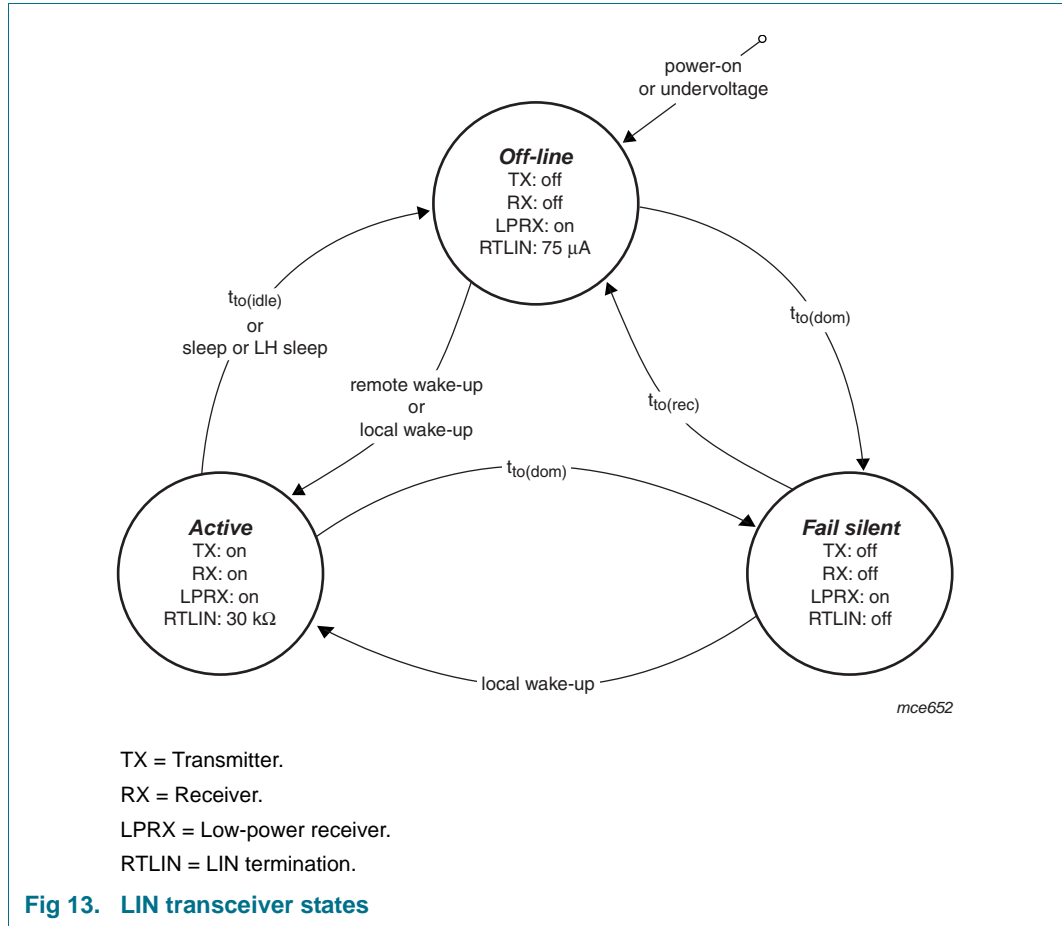 power-on
or undervoltage
Off-line
TX: off
RX: off
LPRX: on
RTLIN: 75 μA
tto(idle)
or
sleep or LH sleep
tto(dom)
remote wake-up
or
local wake-up
tto(rec)
tto(dom)
Active
TX: on
RX: on
LPRX: on
RTLIN: 30 kΩ
Fail silent
TX: off
RX: off
LPRX: on
RTLIN: off
local wake-up
mce652
TX = Transmitter.
RX = Receiver.
LPRX = Low-power receiver.
RTLIN = LIN termination.
Fig 13. LIN transceiver states